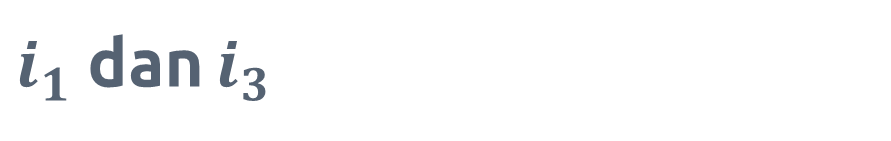 i₁ dan i₃